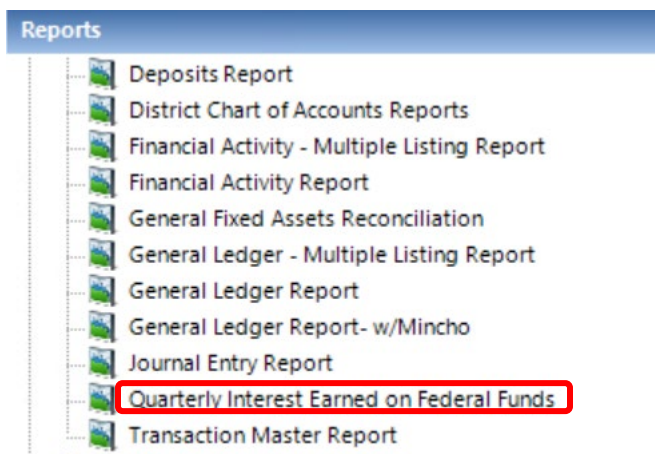 Reports
Deposits Report
District Chart of Accounts Reports
Financial Activity - Multiple Listing Report
Financial Activity Report
General Fixed Assets Reconciliation
General Ledger - Multiple Listing Report
General Ledger Report
General Ledger Report- w/Mincho
Journal Entry Report
Quarterly Interest Earned on Federal Funds
Transaction Master Report